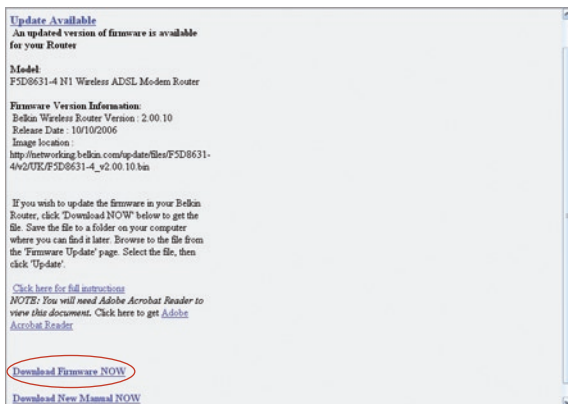 Update Available
An updated version of firmware is available
for your Router
Model:
F5D8631-4 N1 Wireless ADSL Modem Router
Firmware Version Information:
Belkin Wireless Router Version : 2.00.10
Release Date : 10/10/2006
Image location :
http://networking.belkin.com/update/files/F5D8631-
4/v2/UK/F5D8631-4_v2.00.10.bin
If you wish to update the firmware in your Belkin
Router, click 'Download NOW' below to get the
file. Save the file to a folder on your computer
where you can find it later. Browse to the file from
the 'Firmware Update' page. Select the file, then
click 'Update'.
Click here for full instructions
NOTE: You will need Adobe Acrobat Reader to
view this document. Click here to get Adobe
Acrobat Reader
Download Firmware NOW
Download New Manual NOW